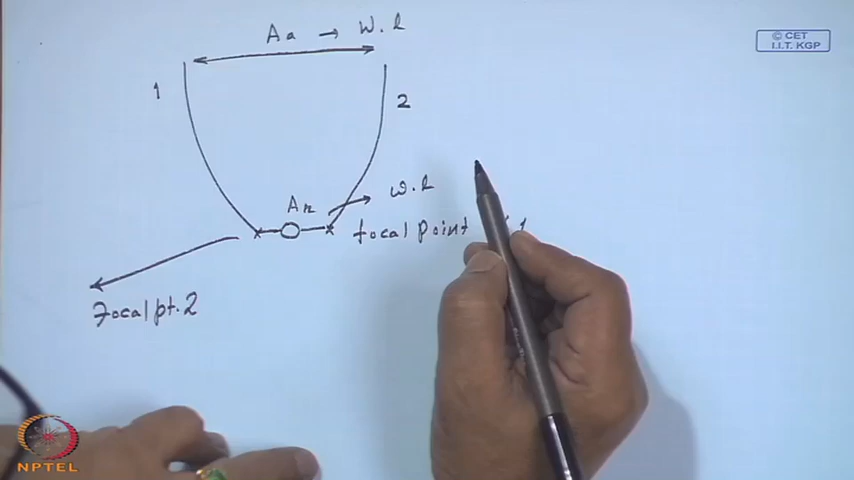 Aa → W.l
© CET
I.I.T. KGP
1
2
Ar → W.l
focal point
Focal pt. 2
NPTEL